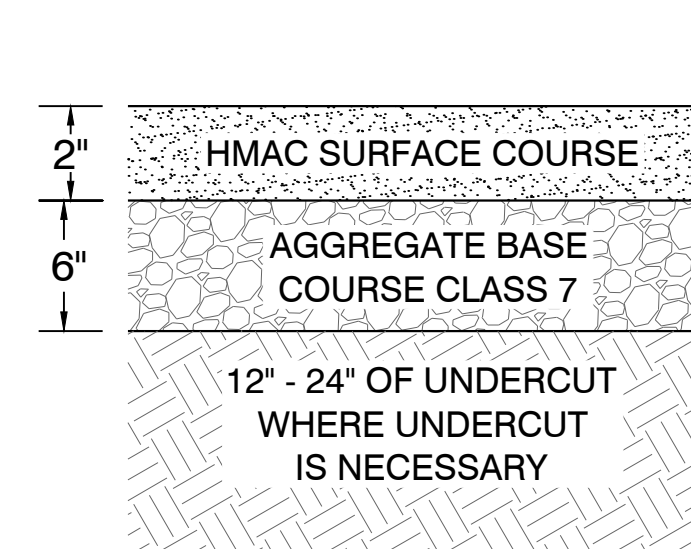 2"
HMAC SURFACE COURSE
6"
AGGREGATE BASE
COURSE CLASS 7
12" - 24" OF UNDERCUT
WHERE UNDERCUT
IS NECESSARY